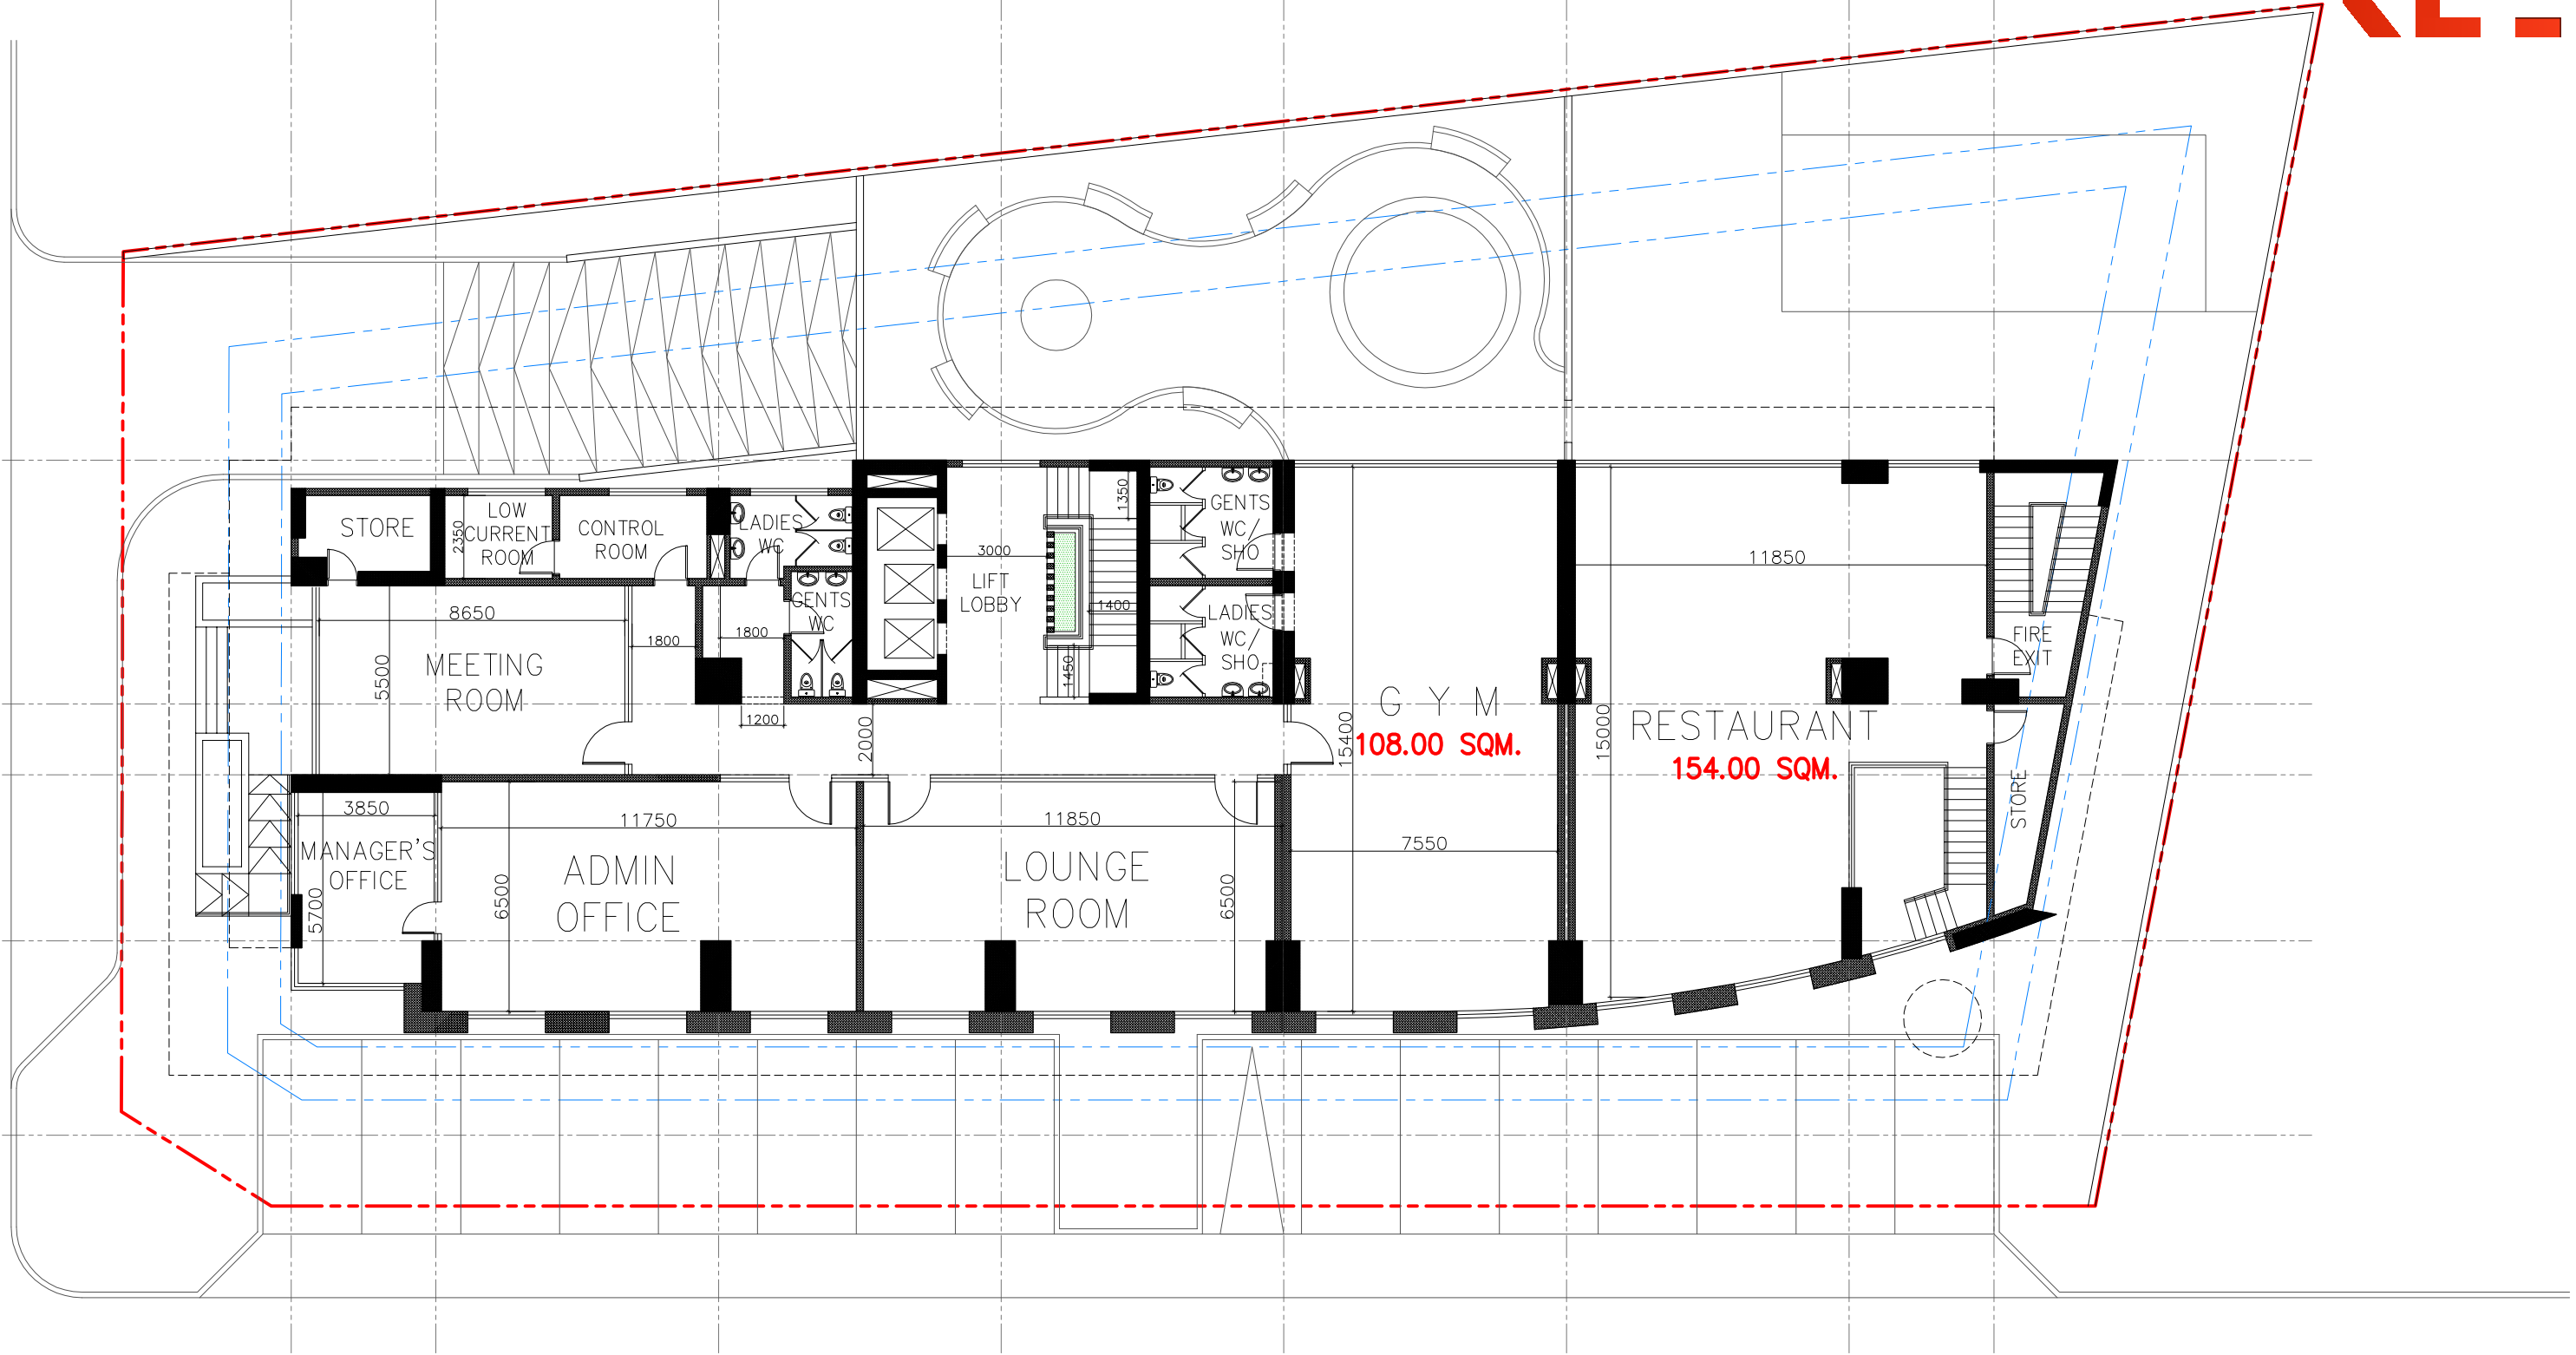 STORE
LOW
CURRENT
ROOM
2350
CONTROL
ROOM
LADIES
WC
GENTS
WC
3000
LIFT
LOBBY
1350
1400
1450
GENTS
WC/
SHO
LADIES
WC/
SHO
11850
FIRE
EXIT
8650
1800
1800
5500
MEETING
ROOM
1200
2000
15400
G Y M
108.00 SQM.
15000
RESTAURANT
154.00 SQM.
STORE
3850
MANAGER'S
OFFICE
5700
11750
ADMIN
OFFICE
6500
11850
LOUNGE
ROOM
6500
7550